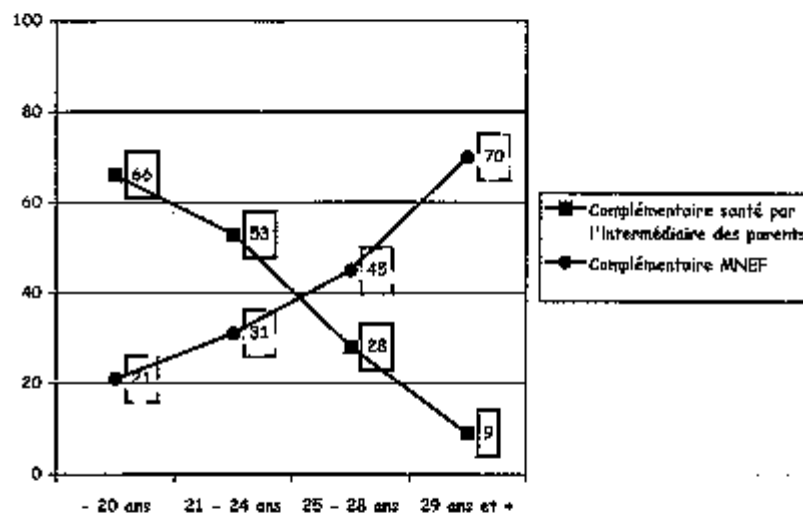 100
80
60
40
20
0
66
53
28
9
21
31
45
70
- 20 ans
21 - 24 ans
25 - 28 ans
29 ans et +
Complémentaire santé par
l'intermédiaire des parents
Complémentaire MNEF